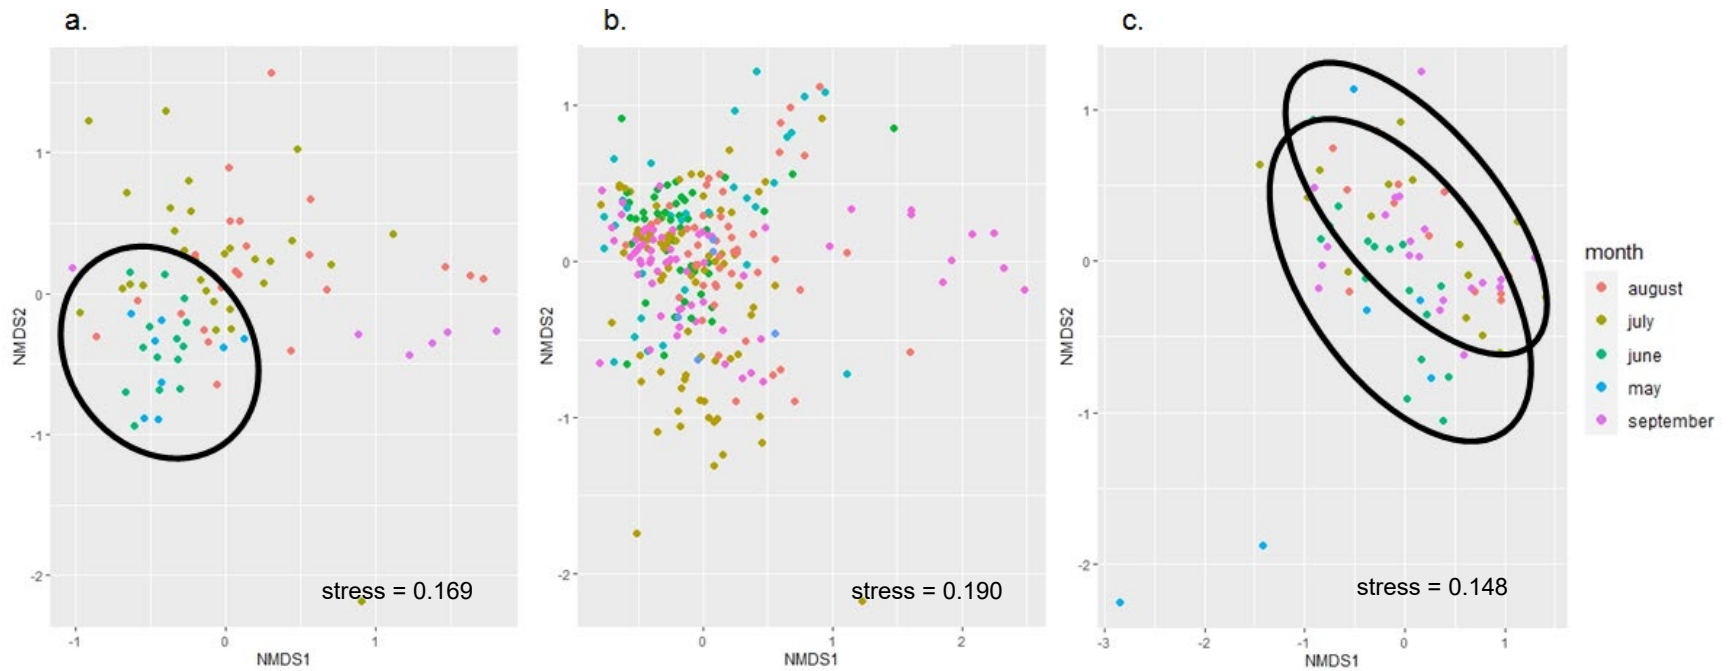 a.
b.
c.
NMDS2
1
0
-1
-2
stress = 0.169
-1
0
1
NMDS1
NMDS2
1
0
-1
-2
stress = 0.190
0
1
2
NMDS1
NMDS2
1
0
-1
-2
stress = 0.148
-3
-2
-1
0
1
NMDS1
month
august
july
june
may
september